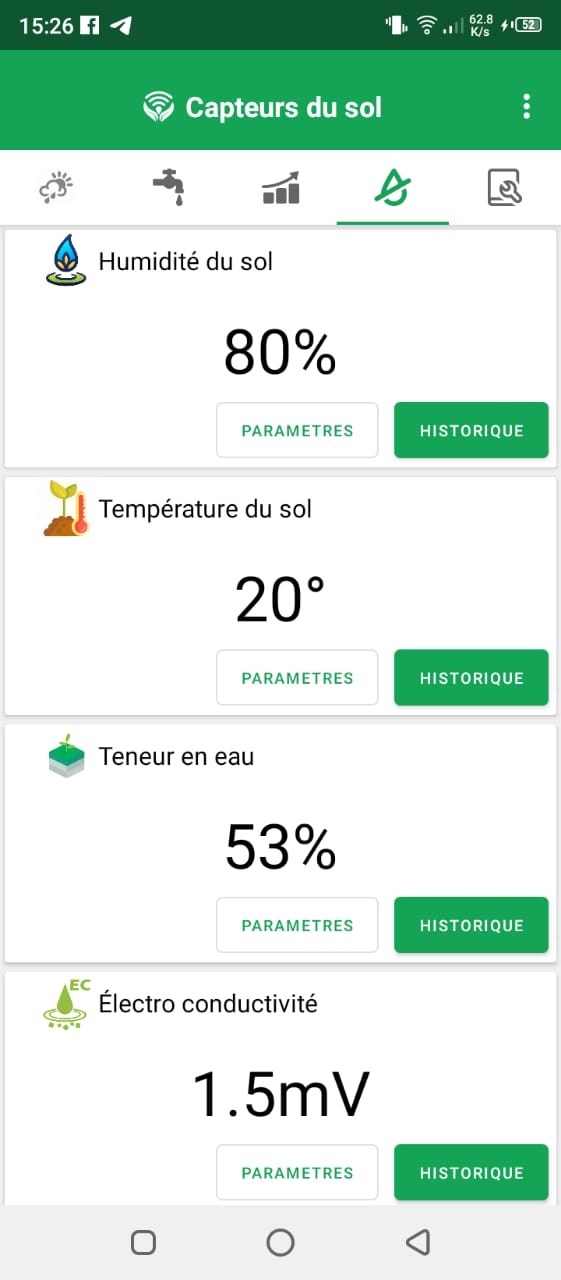 15:26 62.8 K/s 52
Capteurs du sol
Humidité du sol
80%
PARAMETRES HISTORIQUE
Température du sol
20°
PARAMETRES HISTORIQUE
Teneur en eau
53%
PARAMETRES HISTORIQUE
EC
Électro conductivité
1.5mV
PARAMETRES HISTORIQUE